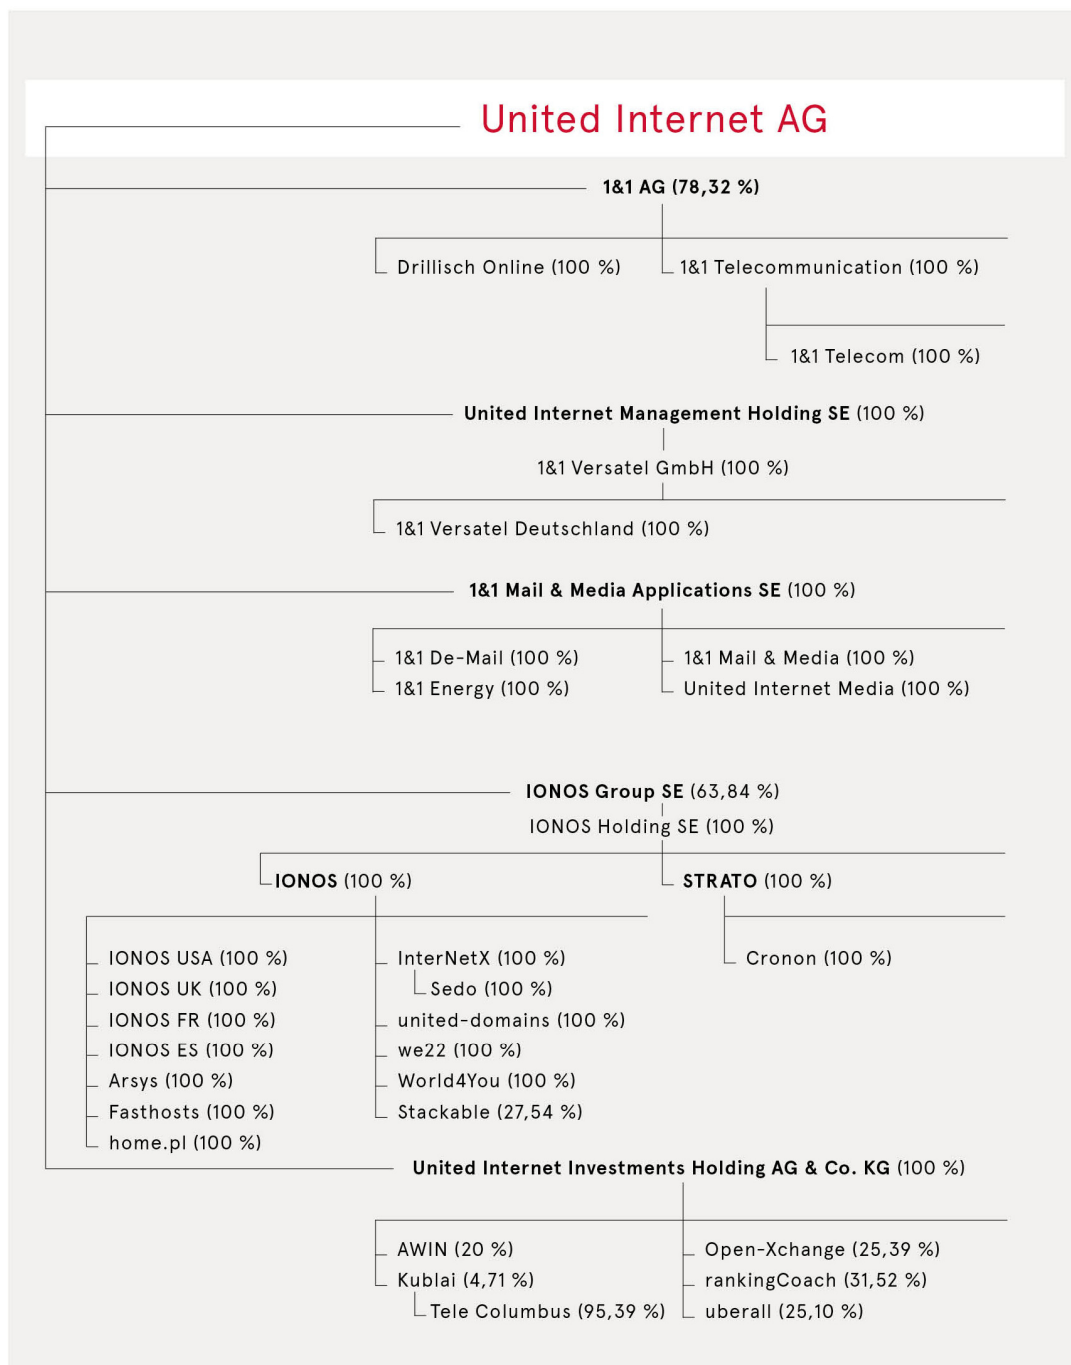 United Internet AG
1&1 AG (78,32 %)
Drillisch Online (100 %)
1&1 Telecommunication (100 %)
1&1 Telecom (100 %)
United Internet Management Holding SE (100 %)
1&1 Versatel GmbH (100 %)
1&1 Versatel Deutschland (100 %)
1&1 Mail & Media Applications SE (100 %)
1&1 De-Mail (100 %)
1&1 Energy (100 %)
1&1 Mail & Media (100 %)
United Internet Media (100 %)
IONOS Group SE (63,84 %)
IONOS Holding SE (100 %)
IONOS (100 %)
IONOS USA (100 %)
IONOS UK (100 %)
IONOS FR (100 %)
IONOS ES (100 %)
Arsys (100 %)
Fasthosts (100 %)
home.pl (100 %)
InterNetX (100 %)
Sedo (100 %)
united-domains (100 %)
we22 (100 %)
World4You (100 %)
Stackable (27,54 %)
STRATO (100 %)
Cronon (100 %)
United Internet Investments Holding AG & Co. KG (100 %)
AWIN (20 %)
Kublai (4,71 %)
Tele Columbus (95,39 %)
Open-Xchange (25,39 %)
rankingCoach (31,52 %)
uberall (25,10 %)